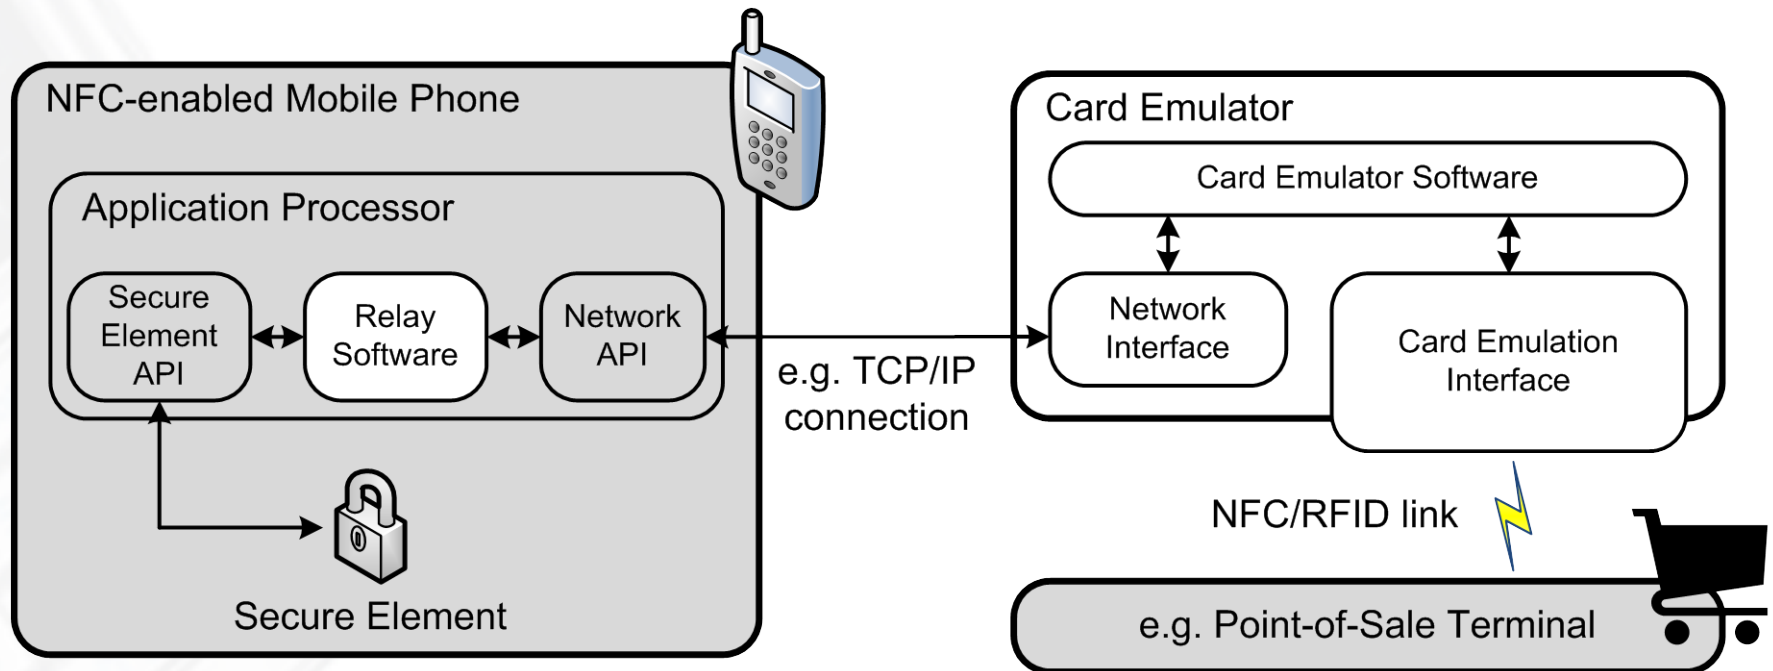 NFC-enabled Mobile Phone
Application Processor
Secure
Element
API
Relay
Software
Network
API
Secure Element
e.g. TCP/IP
connection
Card Emulator
Card Emulator Software
Network
Interface
Card Emulation
Interface
NFC/RFID link
e.g. Point-of-Sale Terminal